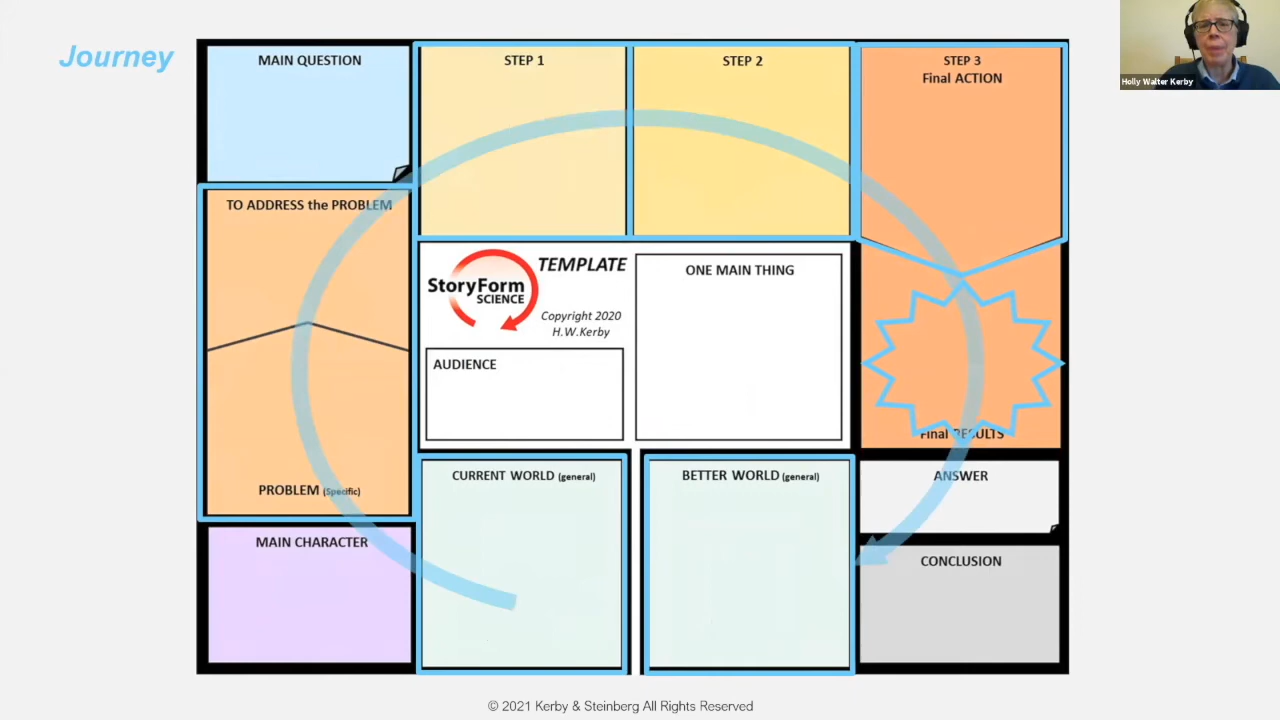 Journey
MAIN QUESTION
STEP 1
STEP 2
STEP 3
Final ACTION
Holly Walter Kerby
TO ADDRESS the PROBLEM
StoryForm
SCIENCE
TEMPLATE
Copyright 2020
H.W.Kerby
ONE MAIN THING
AUDIENCE
Final RESULTS
PROBLEM (Specific)
CURRENT WORLD (general)
BETTER WORLD (general)
ANSWER
MAIN CHARACTER
CONCLUSION
© 2021 Kerby & Steinberg All Rights Reserved